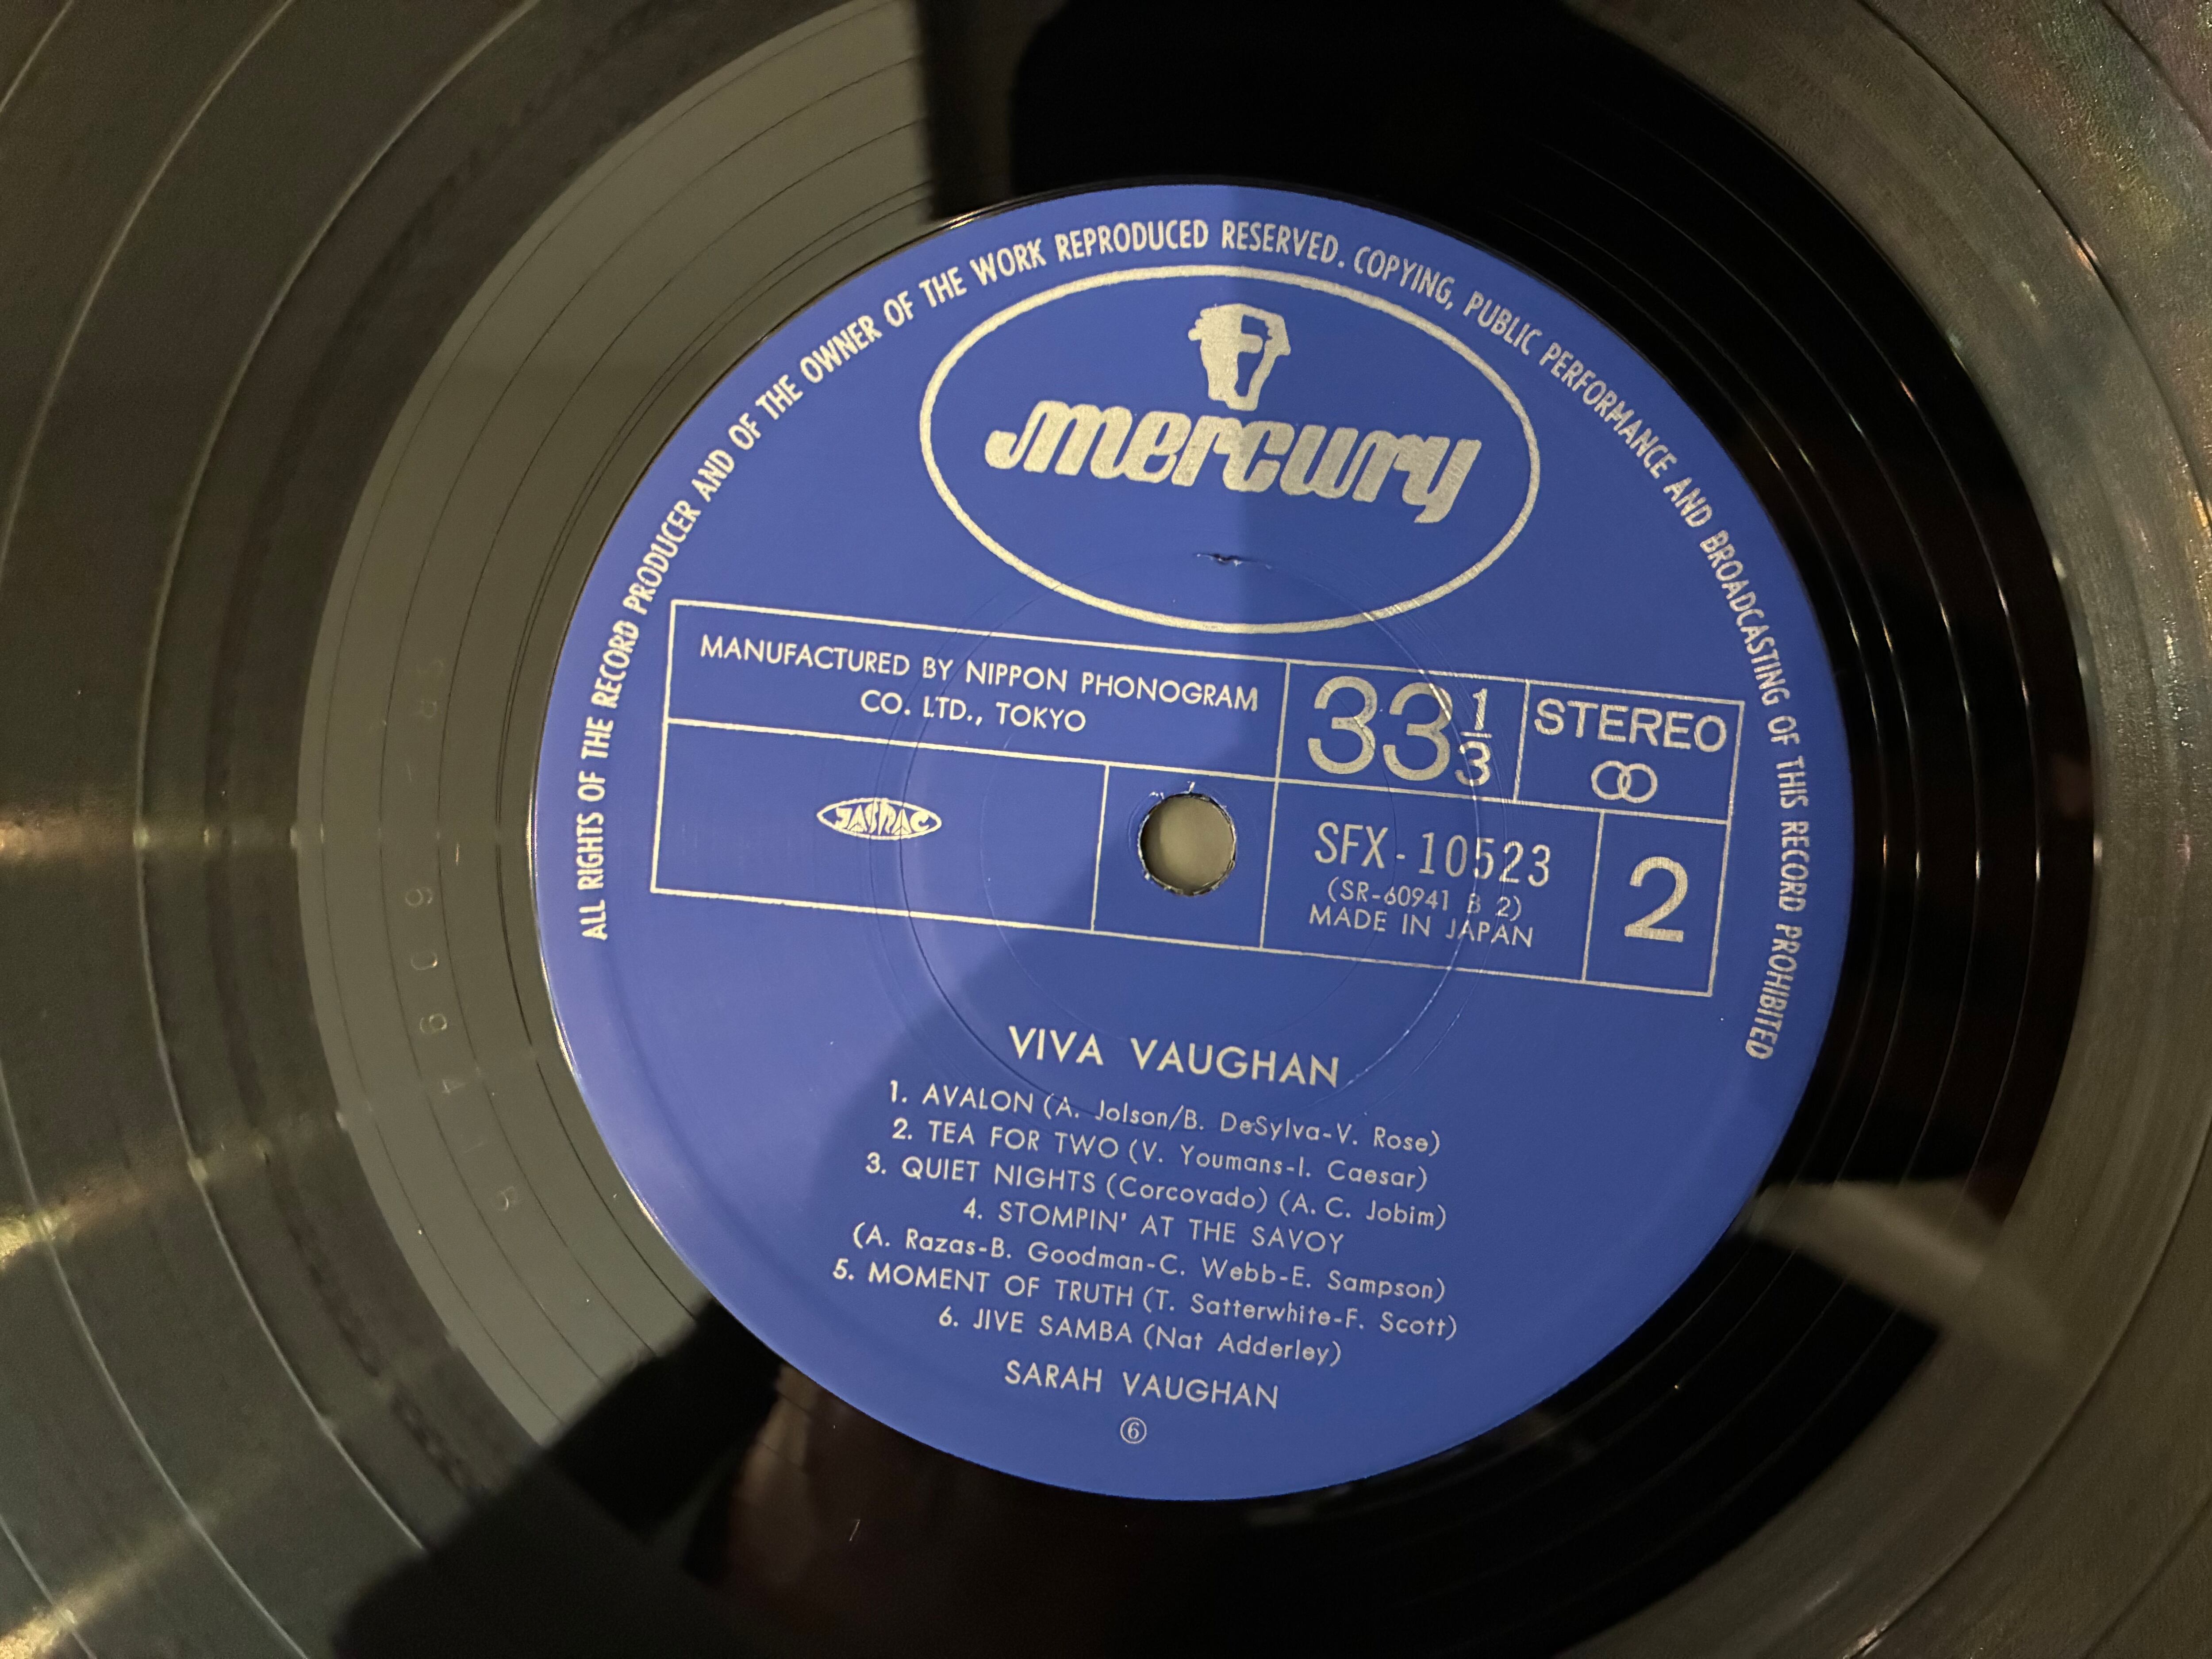 ALL RIGHTS OF THE RECORD PRODUCER AND OF THE OWNER OF THE WORK REPRODUCED RESERVED. COPYING, PUBLIC PERFORMANCE AND BROADCASTING OF THIS RECORD PROHIBITED
mercury
MANUFACTURED BY NIPPON PHONOGRAM
CO. LTD., TOKYO
33 1/3
STEREO
JASRAC
SFX-10523
(SR-60941 B 2)
MADE IN JAPAN
2
VIVA VAUGHAN
1. AVALON (A. Jolson/B. DeSylva-V. Rose)
2. TEA FOR TWO (V. Youmans-I. Caesar)
3. QUIET NIGHTS (Corcovado) (A. C. Jobim)
4. STOMPIN' AT THE SAVOY
(A. Razas-B. Goodman-C. Webb-E. Sampson)
5. MOMENT OF TRUTH (T. Satterwhite-F. Scott)
6. JIVE SAMBA (Nat Adderley)
SARAH VAUGHAN
⑥